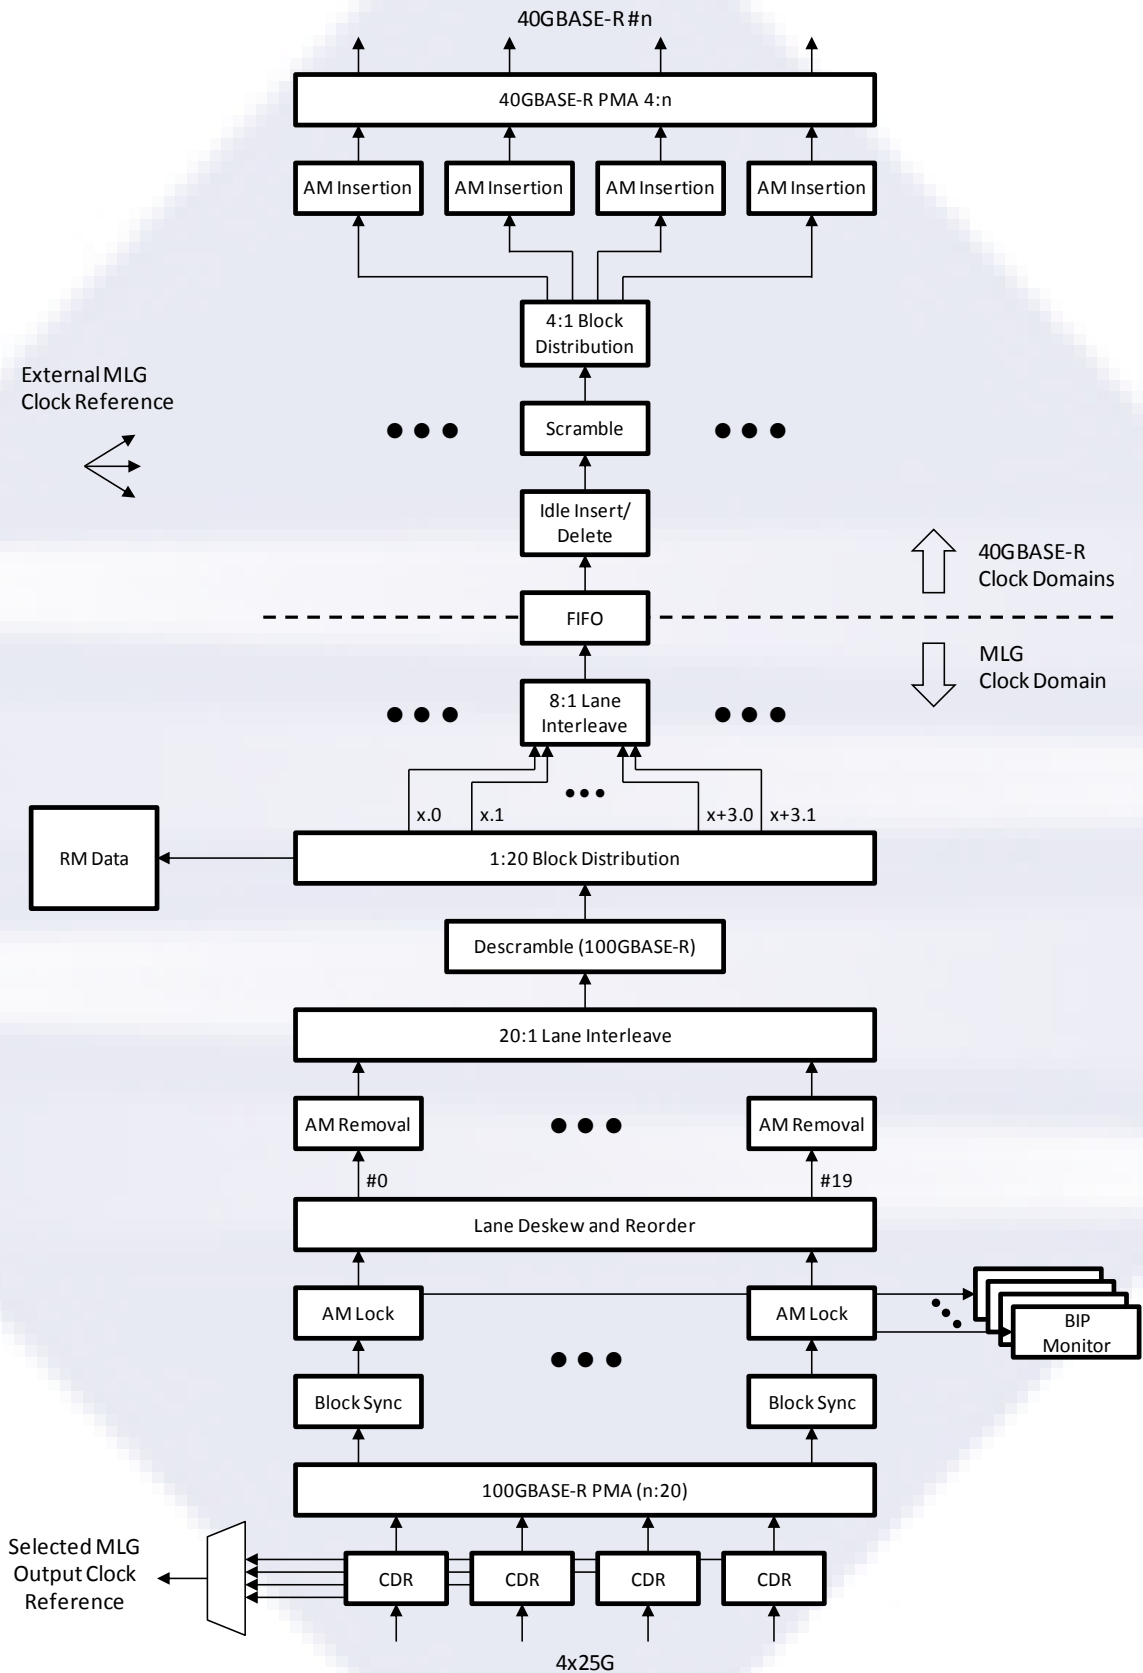 40GBASE-R #n
40GBASE-R PMA 4:n
AM Insertion
AM Insertion
AM Insertion
AM Insertion
4:1 Block
Distribution
External MLG
Clock Reference
Scramble
Idle Insert/
Delete
40GBASE-R
Clock Domains
FIFO
MLG
Clock Domain
8:1 Lane
Interleave
x.0
x.1
x+3.0
x+3.1
RM Data
1:20 Block Distribution
Descramble (100GBASE-R)
20:1 Lane Interleave
AM Removal
AM Removal
#0
#19
Lane Deskew and Reorder
AM Lock
AM Lock
BIP
Monitor
Block Sync
Block Sync
100GBASE-R PMA (n:20)
Selected MLG
Output Clock
Reference
CDR
CDR
CDR
CDR
4x25G